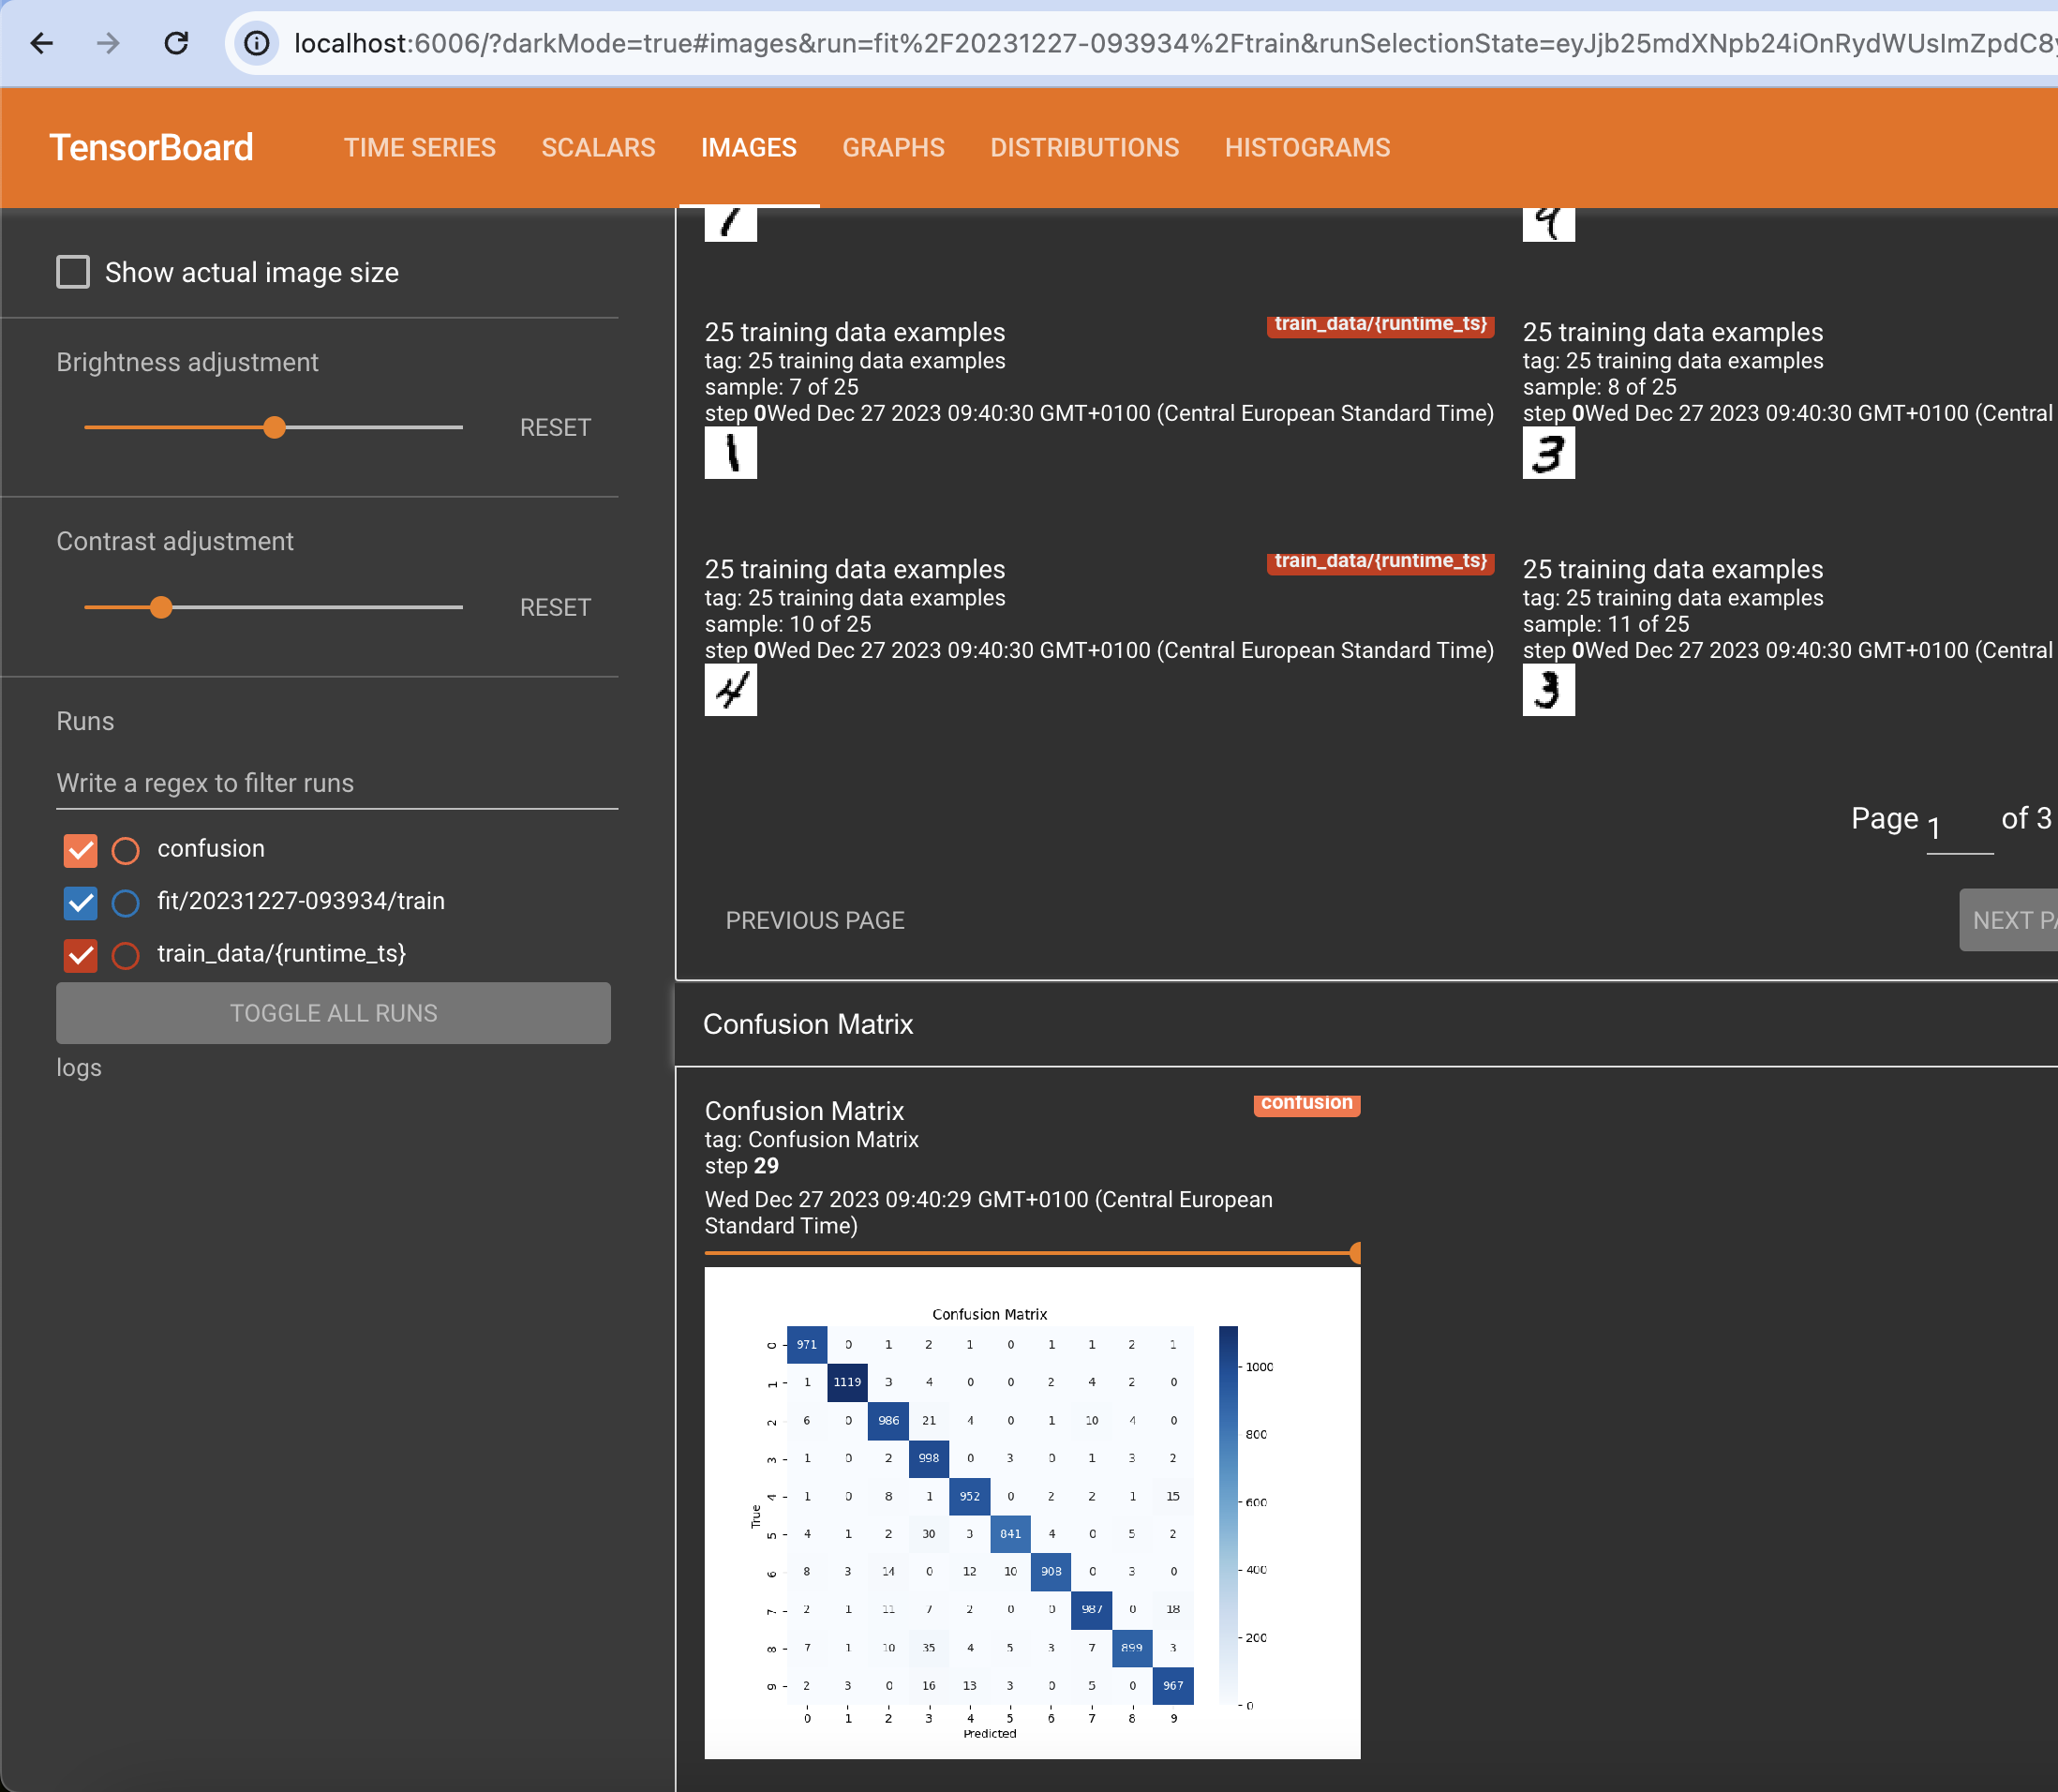 localhost:6006/?darkMode=true#images&run=fit%2F20231227-093934%2Ftrain&runSelectionState=eyJjb25mdXNpb24iOnRydWUsImZpdC8
TensorBoard TIME SERIES SCALARS IMAGES GRAPHS DISTRIBUTIONS HISTOGRAMS
Show actual image size
Brightness adjustment
RESET
Contrast adjustment
RESET
Runs
Write a regex to filter runs
confusion
fit/20231227-093934/train
train_data/{runtime_ts}
TOGGLE ALL RUNS
logs
7
9
25 training data examples
train_data/{runtime_ts}
tag: 25 training data examples
sample: 7 of 25
step 0Wed Dec 27 2023 09:40:30 GMT+0100 (Central European Standard Time)
1
25 training data examples
tag: 25 training data examples
sample: 8 of 25
step 0Wed Dec 27 2023 09:40:30 GMT+0100 (Central
3
25 training data examples
train_data/{runtime_ts}
tag: 25 training data examples
sample: 10 of 25
step 0Wed Dec 27 2023 09:40:30 GMT+0100 (Central European Standard Time)
4
25 training data examples
tag: 25 training data examples
sample: 11 of 25
step 0Wed Dec 27 2023 09:40:30 GMT+0100 (Central
3
Page 1 of 3
PREVIOUS PAGE
NEXT PA
Confusion Matrix
Confusion Matrix
confusion
tag: Confusion Matrix
step 29
Wed Dec 27 2023 09:40:29 GMT+0100 (Central European
Standard Time)
Confusion Matrix
0 971 0 1 2 1 0 1 1 2 1
1 1 1119 3 4 0 0 2 4 2 0
2 6 0 986 21 4 0 1 10 4 0
3 1 0 2 998 0 3 0 1 3 2
4 1 0 8 1 952 0 2 2 1 15
5 4 1 2 30 3 841 4 0 5 2
6 8 3 14 0 12 10 908 0 3 0
7 2 1 11 7 2 0 0 987 0 18
8 7 1 10 35 4 5 3 7 899 3
9 2 3 0 16 13 3 0 5 0 967
0 1 2 3 4 5 6 7 8 9
Predicted
True
1000
800
600
400
200
0